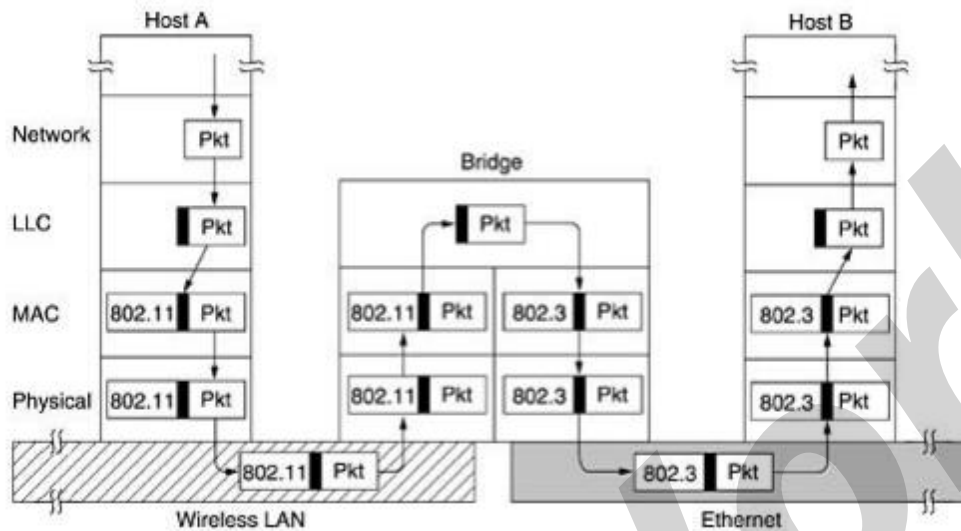 Host A
Host B
Network
Pkt
Pkt
Bridge
LLC
Pkt
Pkt
Pkt
MAC
802.11 Pkt
802.11 Pkt
802.3 Pkt
802.3 Pkt
Physical
802.11 Pkt
802.11 Pkt
802.3 Pkt
802.3 Pkt
802.11 Pkt
802.3 Pkt
Wireless LAN
Ethernet